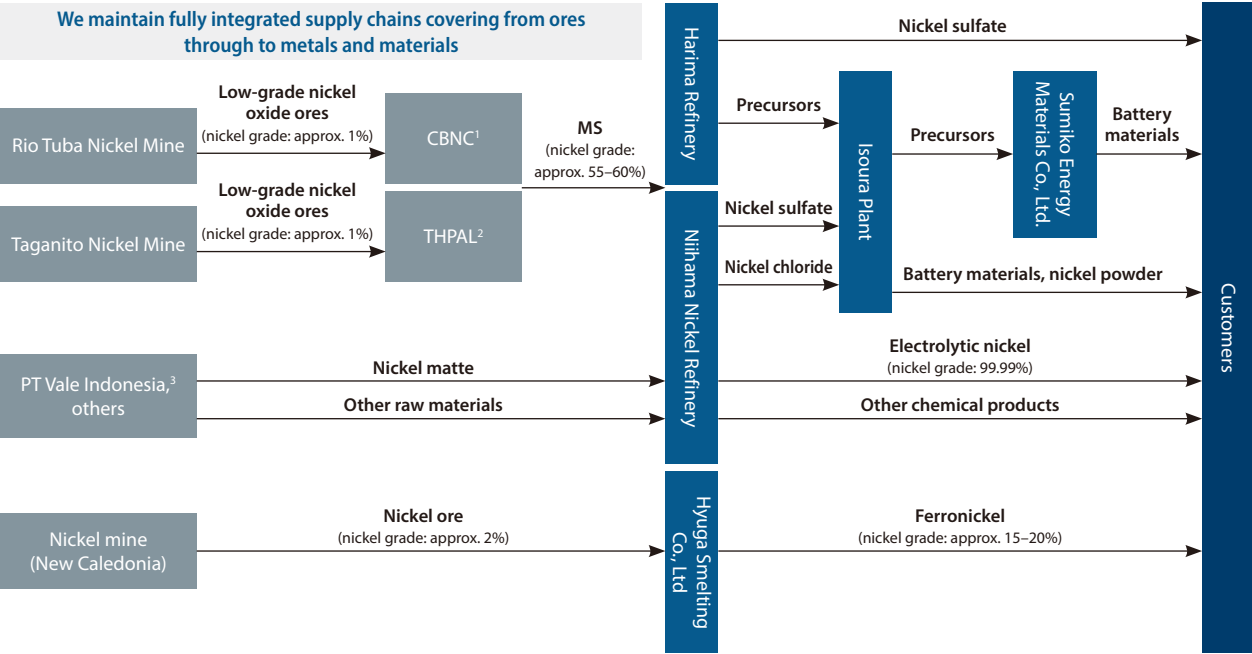 We maintain fully integrated supply chains covering from ores
through to metals and materials
Rio Tuba Nickel Mine
Low-grade nickel
oxide ores
(nickel grade: approx. 1%)
CBNC1
Taganito Nickel Mine
Low-grade nickel
oxide ores
(nickel grade: approx. 1%)
THPAL2
MS
(nickel grade:
approx. 55–60%)
PT Vale Indonesia,3
others
Nickel matte
Other raw materials
Nickel mine
(New Caledonia)
Nickel ore
(nickel grade: approx. 2%)
Harima Refinery
Niihama Nickel Refinery
Hyuga Smelting
Co., Ltd
Nickel sulfate
Precursors
Nickel sulfate
Nickel chloride
Isoura Plant
Precursors
Sumiko Energy
Materials Co., Ltd.
Battery
materials
Battery materials, nickel powder
Electrolytic nickel
(nickel grade: 99.99%)
Other chemical products
Ferronickel
(nickel grade: approx. 15–20%)
Customers